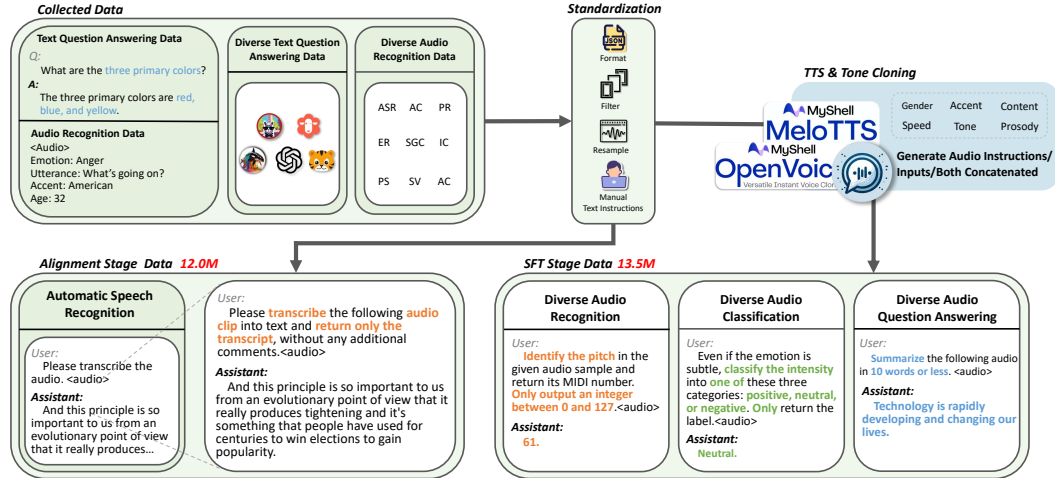 Collected Data
Text Question Answering Data
Q:
What are the three primary colors?
A:
The three primary colors are red,
blue, and yellow.
Audio Recognition Data
<Audio>
Emotion: Anger
Utterance: What's going on?
Accent: American
Age: 32
Diverse Text Question
Answering Data
Diverse Audio
Recognition Data
ASR AC PR
ER SGC IC
PS SV AC
Standardization
JSON
Format
Filter
Resample
Manual
Text Instructions
TTS & Tone Cloning
MyShell
MeloTTS
MyShell
OpenVoic
Versatile Instant Voice Clon
Gender Accent Content
Speed Tone Prosody
Generate Audio Instructions/
Inputs/Both Concatenated
Alignment Stage Data 12.0M
Automatic Speech
Recognition
User:
Please transcribe the
audio. <audio>
Assistant:
And this principle is so
important to us from an
evolutionary point of view
that it really produces…
User:
Please transcribe the following audio
clip into text and return only the
transcript, without any additional
comments.<audio>
Assistant:
And this principle is so important to us
from an evolutionary point of view that it
really produces tightening and it's
something that people have used for
centuries to win elections to gain
popularity.
SFT Stage Data 13.5M
Diverse Audio
Recognition
User:
Identify the pitch in the
given audio sample and
return its MIDI number.
Only output an integer
between 0 and 127.<audio>
Assistant:
61.
Diverse Audio
Classification
User:
Even if the emotion is
subtle, classify the intensity
into one of these three
categories: positive, neutral,
or negative. Only return the
label.<audio>
Assistant:
Neutral.
Diverse Audio
Question Answering
User:
Summarize the following audio
in 10 words or less. <audio>
Assistant:
Technology is rapidly
developing and changing our
lives.